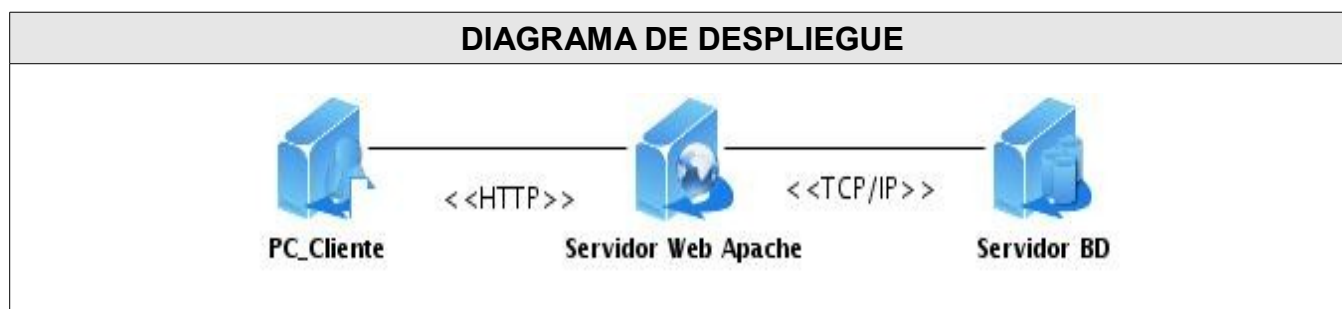 DIAGRAMA DE DESPLIEGUE
<<HTTP>>
<<TCP/IP>>
PC_Cliente
Servidor Web Apache
Servidor BD